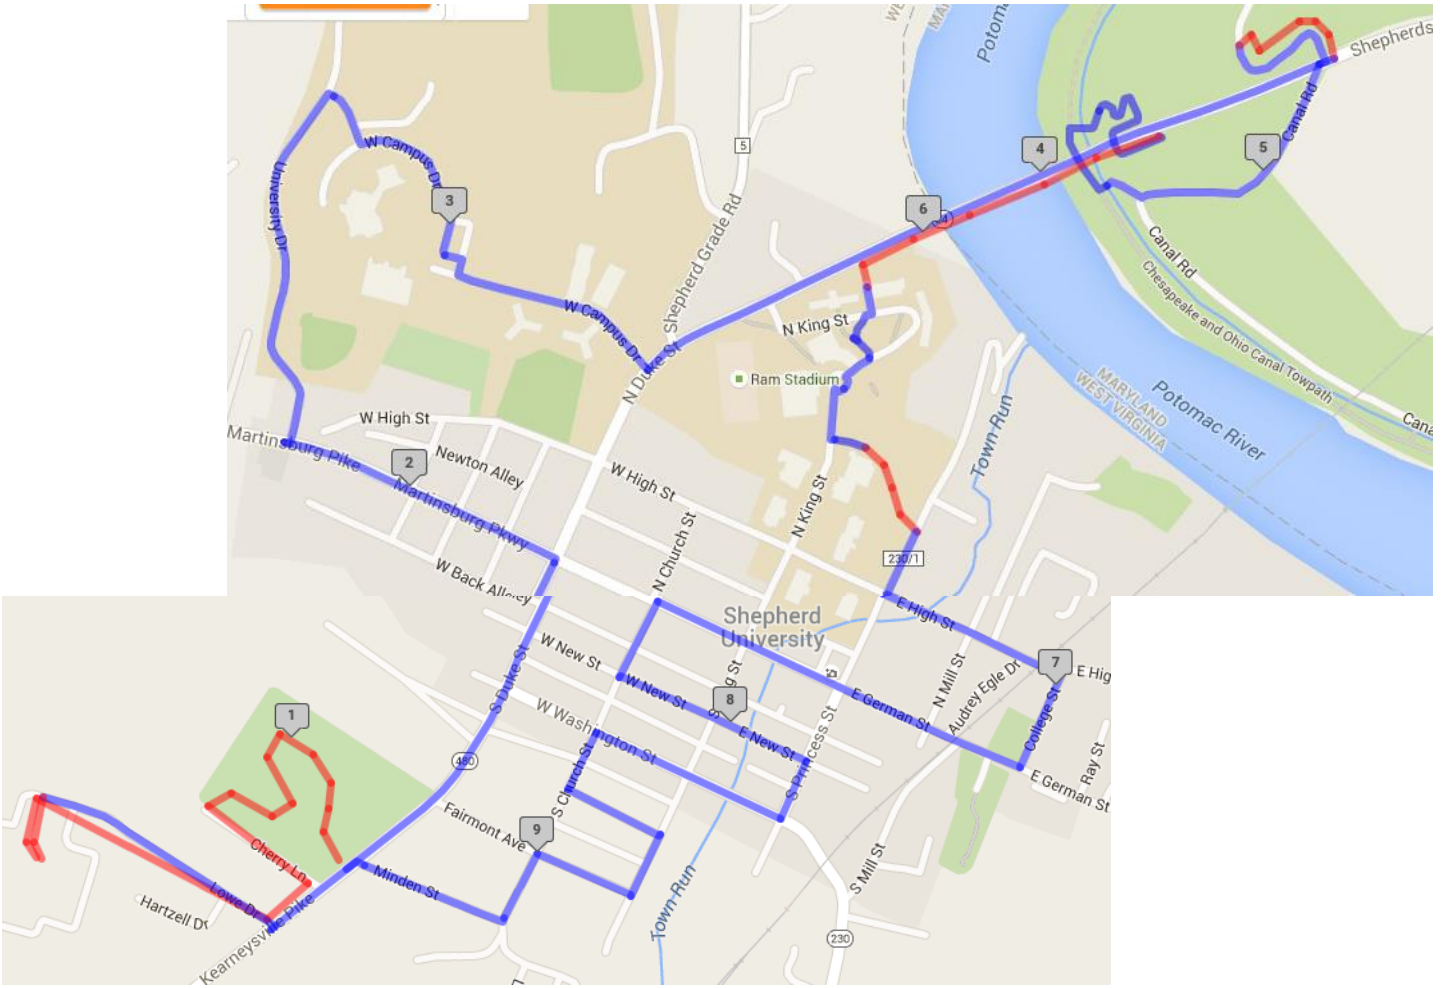 Shepherds
Potom
WE
MAR
Canal Rd
5
4
5
W Campus Dr
University Dr
3
6
Shepherd Grade Rd
Canal Rd
Chesapeake and Ohio Canal Towpath
W Campus Dr
N King St
N Duke St
Ram Stadium
MARYLAND
WEST VIRGINIA
Potomac River
Cana
W High St
Town Run
Martinsburg Pike
2
Newton Alley
W High St
Martinsburg Pkwy
N King St
N Church St
230/1
W Back Alley
E High St
Shepherd
University
W New St
7
E Hig
S Duke St
N Mill St
Audrey Egle Dr
W New St
8
E German St
College St
1
W Washington St
E New St
S Princess St
Ray St
480
E German St
S Church St
Fairmont Ave
9
Cherry Ln
Minden St
S Mill St
Lowe Dr
Hartzell Dr
Town Run
Kearneysville Pike
230